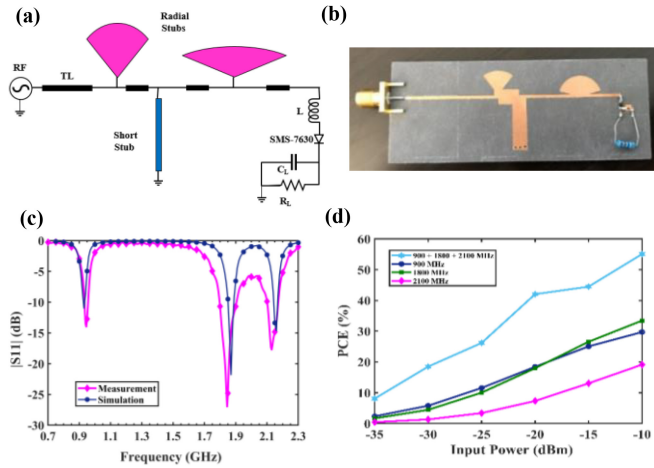 (a)
Radial
Stubs
RF
TL
Short
Stub
L
SMS-7630
C_L
R_L
(b)
(c)
0
-5
-10
-15
-20
-25
-30
|S11| (dB)
Measurement
Simulation
0.7 0.9 1.1 1.3 1.5 1.7 1.9 2.1 2.3
Frequency (GHz)
(d)
60
50
40
30
20
10
0
PCE (%)
900 + 1800 + 2100 MHz
900 MHz
1800 MHz
2100 MHz
-35 -30 -25 -20 -15 -10
Input Power (dBm)